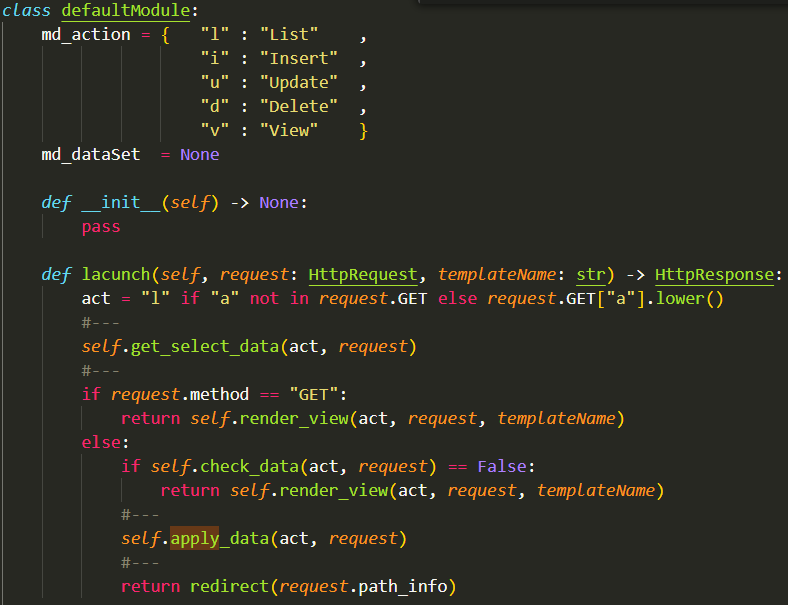 class defaultModule:
    md_action = {   "l" : "List"    ,
                    "i" : "Insert"  ,
                    "u" : "Update"  ,
                    "d" : "Delete"  ,
                    "v" : "View"    }
    md_dataSet  = None
    def __init__(self) -> None:
        pass
    def lacunch(self, request: HttpRequest, templateName: str) -> HttpResponse:
        act = "l" if "a" not in request.GET else request.GET["a"].lower()
        #---
        self.get_select_data(act, request)
        #---
        if request.method == "GET":
            return self.render_view(act, request, templateName)
        else:
            if self.check_data(act, request) == False:
                return self.render_view(act, request, templateName)
            #---
            self.apply_data(act, request)
            #---
            return redirect(request.path_info)